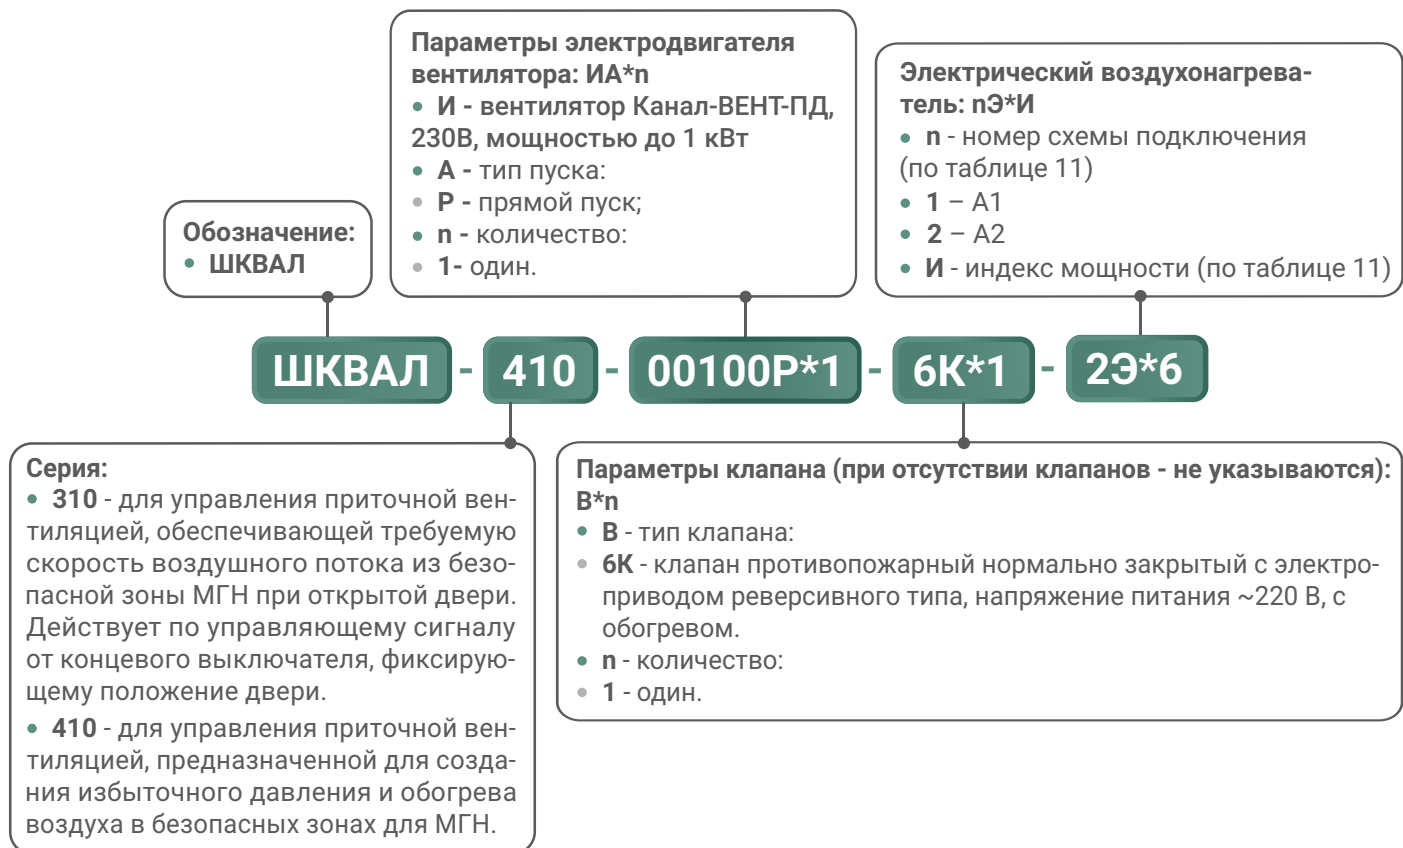 Параметры электродвигателя
вентилятора: ИА*n
• И - вентилятор Канал-ВЕНТ-ПД,
230В, мощностью до 1 кВт
• А - тип пуска:
• Р - прямой пуск;
• n - количество:
• 1- один.
Электрический воздухонагрева-
тель: nЭ*И
• n - номер схемы подключения
(по таблице 11)
• 1 – А1
• 2 – А2
• И - индекс мощности (по таблице 11)
Обозначение:
• ШКВАЛ
ШКВАЛ - 410 - 00100Р*1 - 6К*1 - 2Э*6
Серия:
• 310 - для управления приточной вен-
тиляцией, обеспечивающей требуемую
скорость воздушного потока из безо-
пасной зоны МГН при открытой двери.
Действует по управляющему сигналу
от концевого выключателя, фиксирую-
щему положение двери.
• 410 - для управления приточной вен-
тиляцией, предназначенной для созда-
ния избыточного давления и обогрева
воздуха в безопасных зонах для МГН.
Параметры клапана (при отсутствии клапанов - не указываются):
В*n
• В - тип клапана:
• 6К - клапан противопожарный нормально закрытый с электро-
приводом реверсивного типа, напряжение питания ~220 В, с
обогревом.
• n - количество:
• 1 - один.